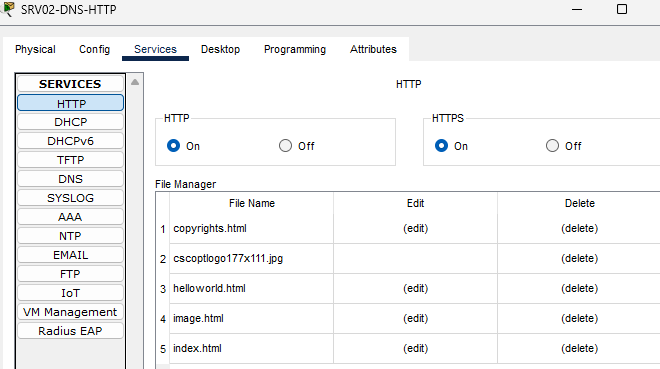 SRV02-DNS-HTTP
Physical Config Services Desktop Programming Attributes
SERVICES
HTTP
DHCP
DHCPv6
TFTP
DNS
SYSLOG
AAA
NTP
EMAIL
FTP
IoT
VM Management
Radius EAP
HTTP
HTTP
On Off
HTTPS
On Off
File Manager
File Name Edit Delete
1 copyrights.html (edit) (delete)
2 cscoptlogo177x111.jpg (delete)
3 helloworld.html (edit) (delete)
4 image.html (edit) (delete)
5 index.html (edit) (delete)